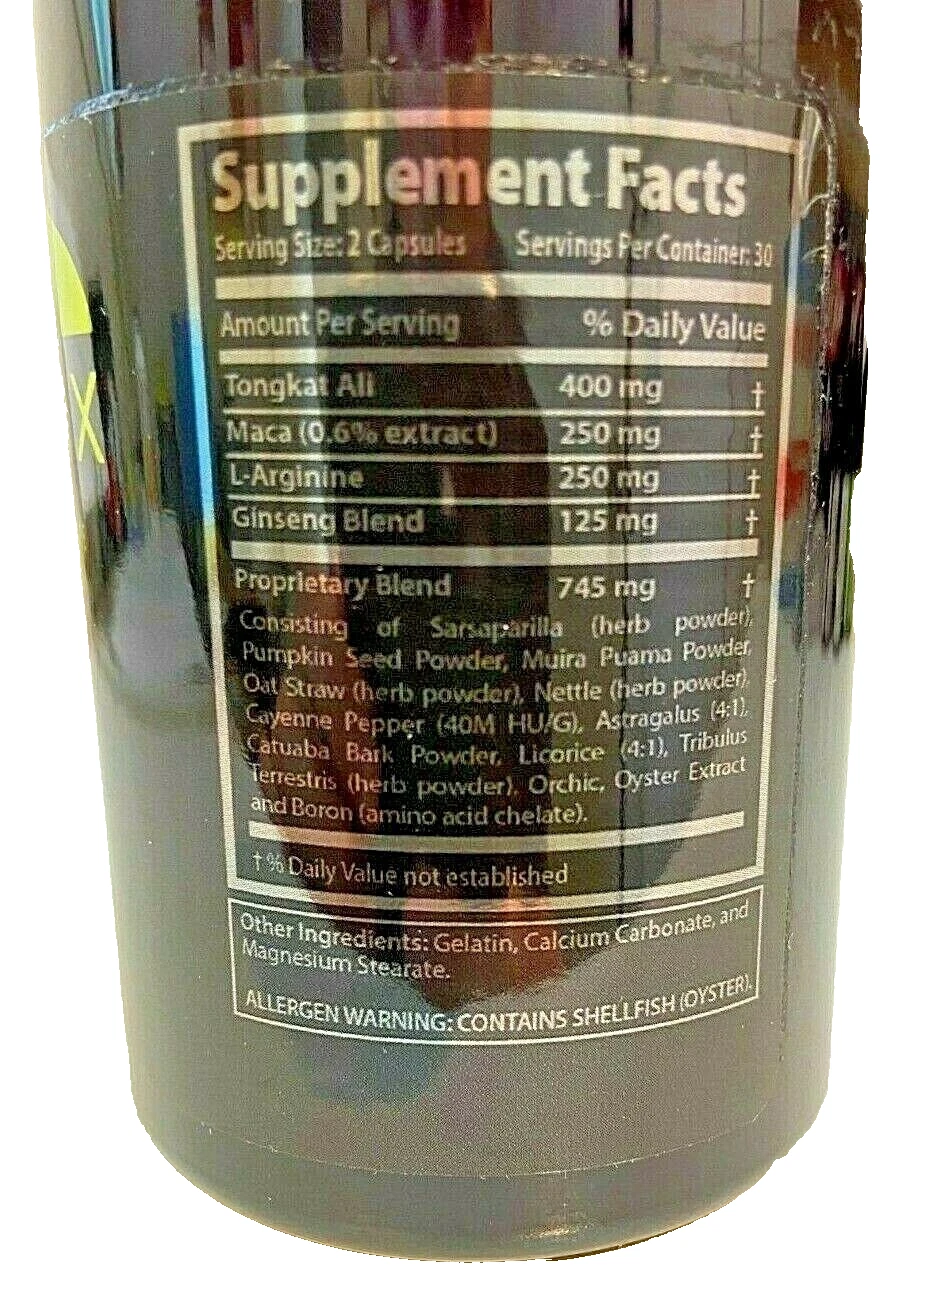 Supplement Facts
Serving Size: 2 Capsules Servings Per Container: 30
Amount Per Serving % Daily Value
Tongkat Ali 400 mg †
Maca (0.6% extract) 250 mg †
L-Arginine 250 mg †
Ginseng Blend 125 mg †
Proprietary Blend 745 mg †
Consisting of Sarsaparilla (herb powder),
Pumpkin Seed Powder, Muira Puama Powder,
Oat Straw (herb powder), Nettle (herb powder),
Cayenne Pepper (40M HU/G), Astragalus (4:1),
Catuaba Bark Powder, Licorice (4:1), Tribulus
Terrestris (herb powder), Orchic, Oyster Extract
and Boron (amino acid chelate).
† % Daily Value not established
Other Ingredients: Gelatin, Calcium Carbonate, and
Magnesium Stearate.
ALLERGEN WARNING: CONTAINS SHELLFISH (OYSTER).
X